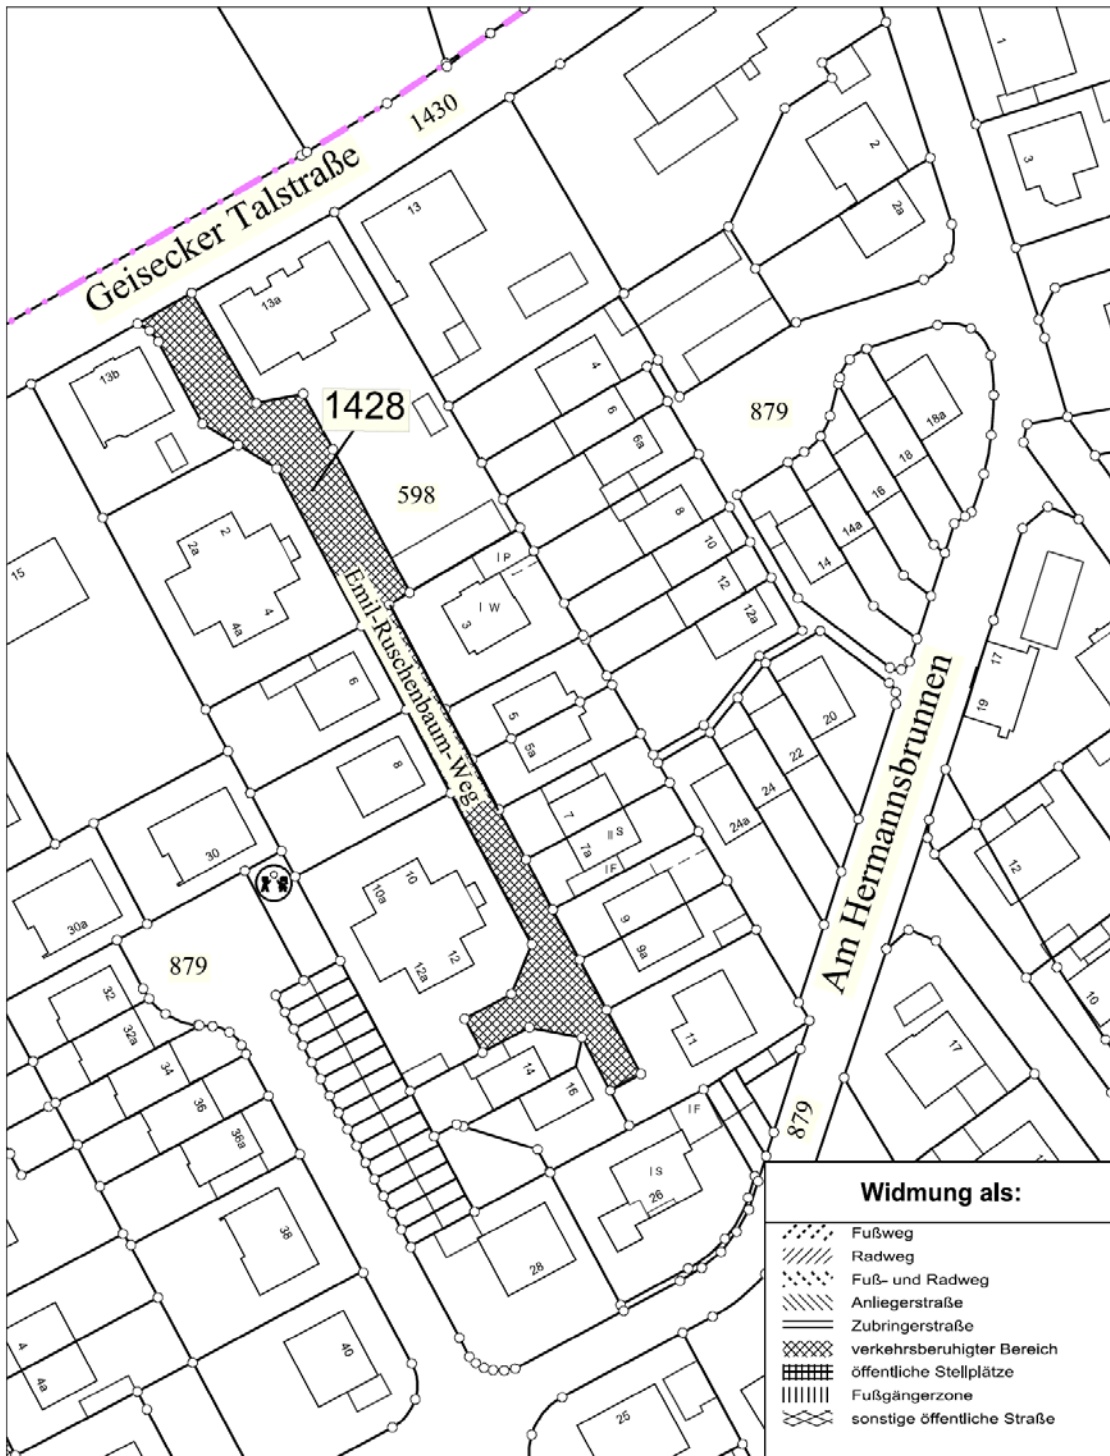 1430
Geisecker Talstraße
1
3
2
2a
13
13a
13b
1428
598
4
6
6a
8
10
12
12a
879
18a
18
16
14a
14
15
2
2a
4
4a
I P
I W
3
Emil-Ruschenbaum-Weg
6
8
5
5a
7
7a
II S
I F
17
19
20
22
24
24a
Am Hermannsbrunnen
30
30a
10
10a
12
12a
9
9a
12
10
11
17
879
32
32a
34
36
36a
38
40
14
16
I F
I S
26
28
879
4
4a
25
Widmung als:
Fußweg
Radweg
Fuß- und Radweg
Anliegerstraße
Zubringerstraße
verkehrsberuhigter Bereich
öffentliche Stellplätze
Fußgängerzone
sonstige öffentliche Straße